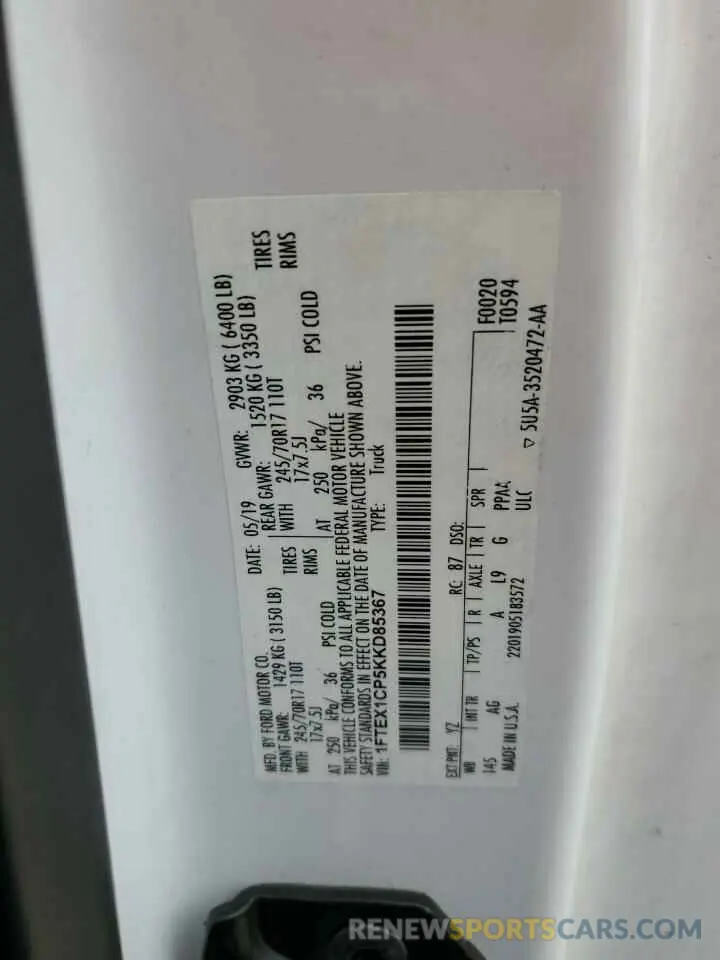 MFD. BY FORD MOTOR CO.
DATE: 05/19 GVWR: 2903 KG ( 6400 LB)
FRONT GAWR: 1429 KG ( 3150 LB)
REAR GAWR: 1520 KG ( 3350 LB)
WITH 245/70R17 110T TIRES
WITH 245/70R17 110T TIRES
17x7.5J RIMS
17x7.5J RIMS
AT 250 kPa/ 36 PSI COLD
AT 250 kPa/ 36 PSI COLD
THIS VEHICLE CONFORMS TO ALL APPLICABLE FEDERAL MOTOR VEHICLE
SAFETY STANDARDS IN EFFECT ON THE DATE OF MANUFACTURE SHOWN ABOVE.
VIN: 1FTEX1CP5KKD85367 TYPE: Truck
EXT PNT: YZ RC: 87 DSO:
WB INT TR TP/PS R AXLE TR SPR F0020
145 AG A L9 G PPAA T0594
MADE IN U.S.A. 2201905183572 ULC
▽ 5U5A-3520472-AA
RENEWSPORTSCARS.COM